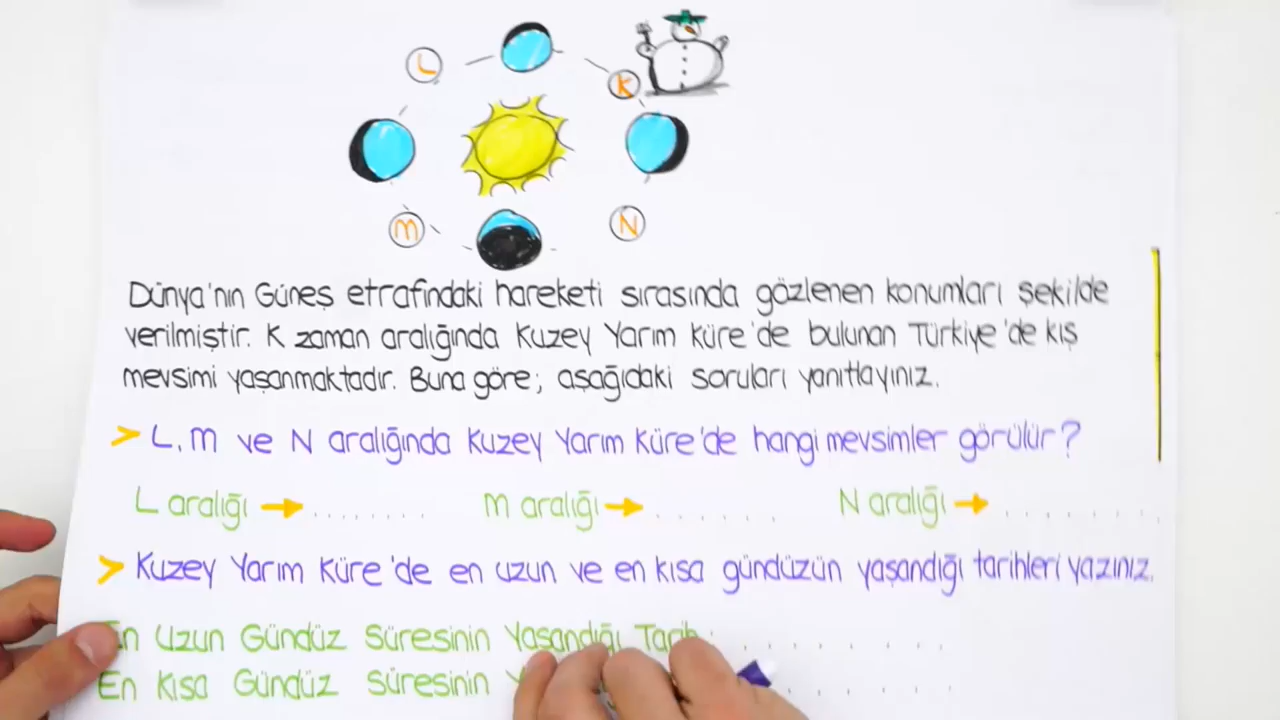 L
K
M
N
Dünya'nın Güneş etrafındaki hareketi sırasında gözlenen konumları şekilde
verilmiştir. K zaman aralığında Kuzey Yarım Küre'de bulunan Türkiye'de kış
mevsimi yaşanmaktadır. Buna göre; aşağıdaki soruları yanıtlayınız.
> L, M ve N aralığında Kuzey Yarım Küre'de hangi mevsimler görülür?
L aralığı → ........ M aralığı → ....... N aralığı → ........
> Kuzey Yarım Küre'de en uzun ve en kısa gündüzün yaşandığı tarihleri yazınız.
En Uzun Gündüz Süresinin Yaşandığı Tarih : .......
En Kısa Gündüz Süresinin